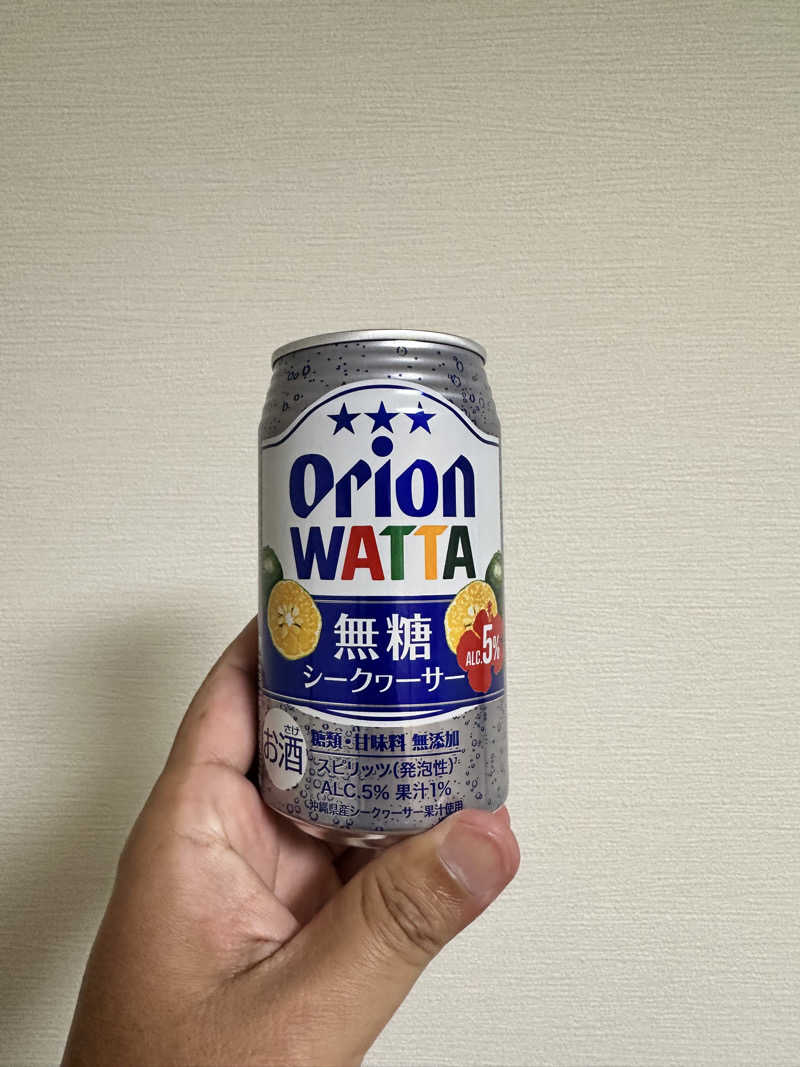 Orion
WATTA
無糖
シークヮーサー
ALC.5%
お酒
さけ
糖類・甘味料 無添加
スピリッツ(発泡性)
ALC.5% 果汁1%
沖縄県産シークヮーサー果汁使用